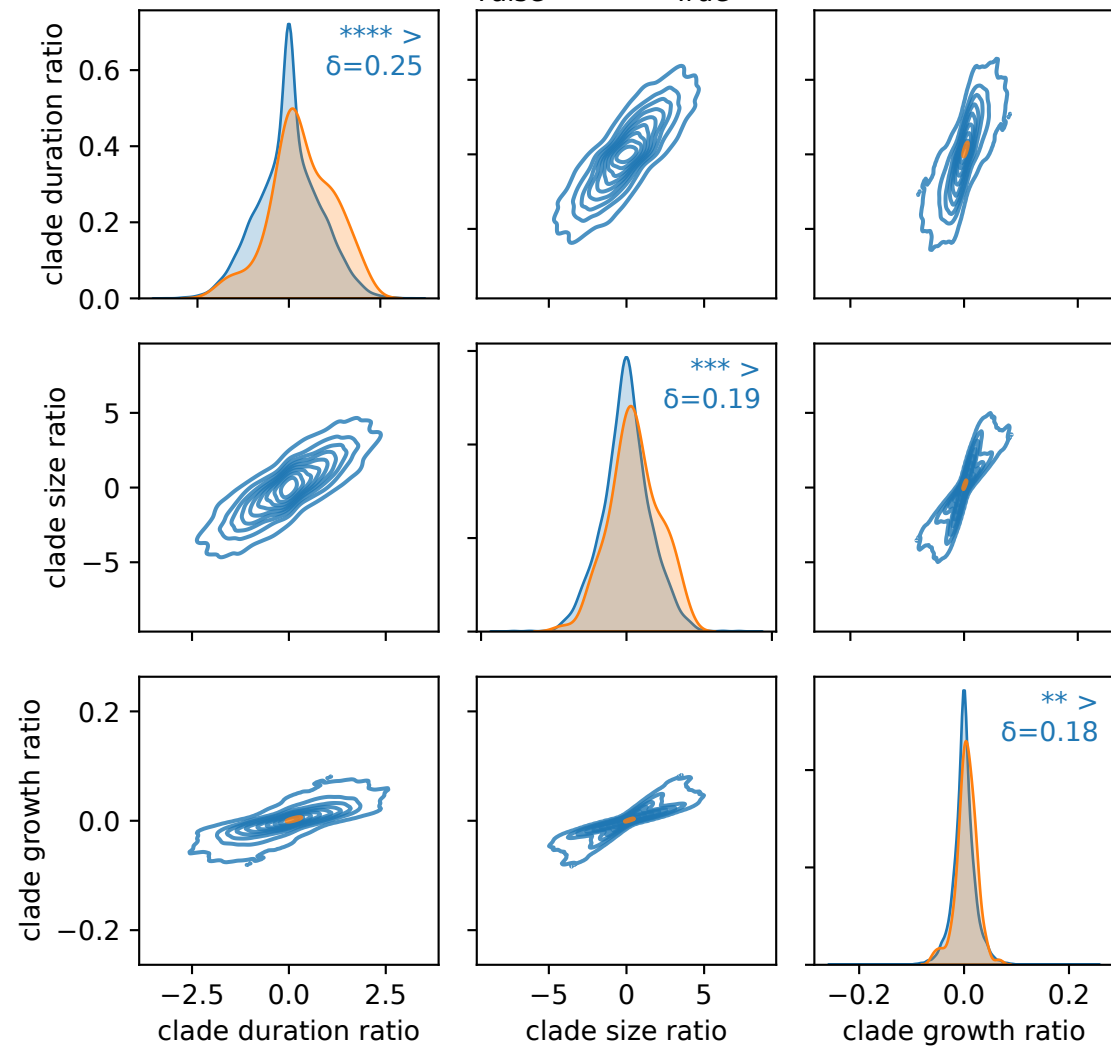 clade duration ratio
0.6
0.4
0.2
0.0
**** >
δ=0.25
clade size ratio
5
0
−5
*** >
δ=0.19
clade growth ratio
0.2
0.0
−0.2
** >
δ=0.18
−2.5 0.0 2.5
−5 0 5
−0.2 0.0 0.2
clade duration ratio
clade size ratio
clade growth ratio